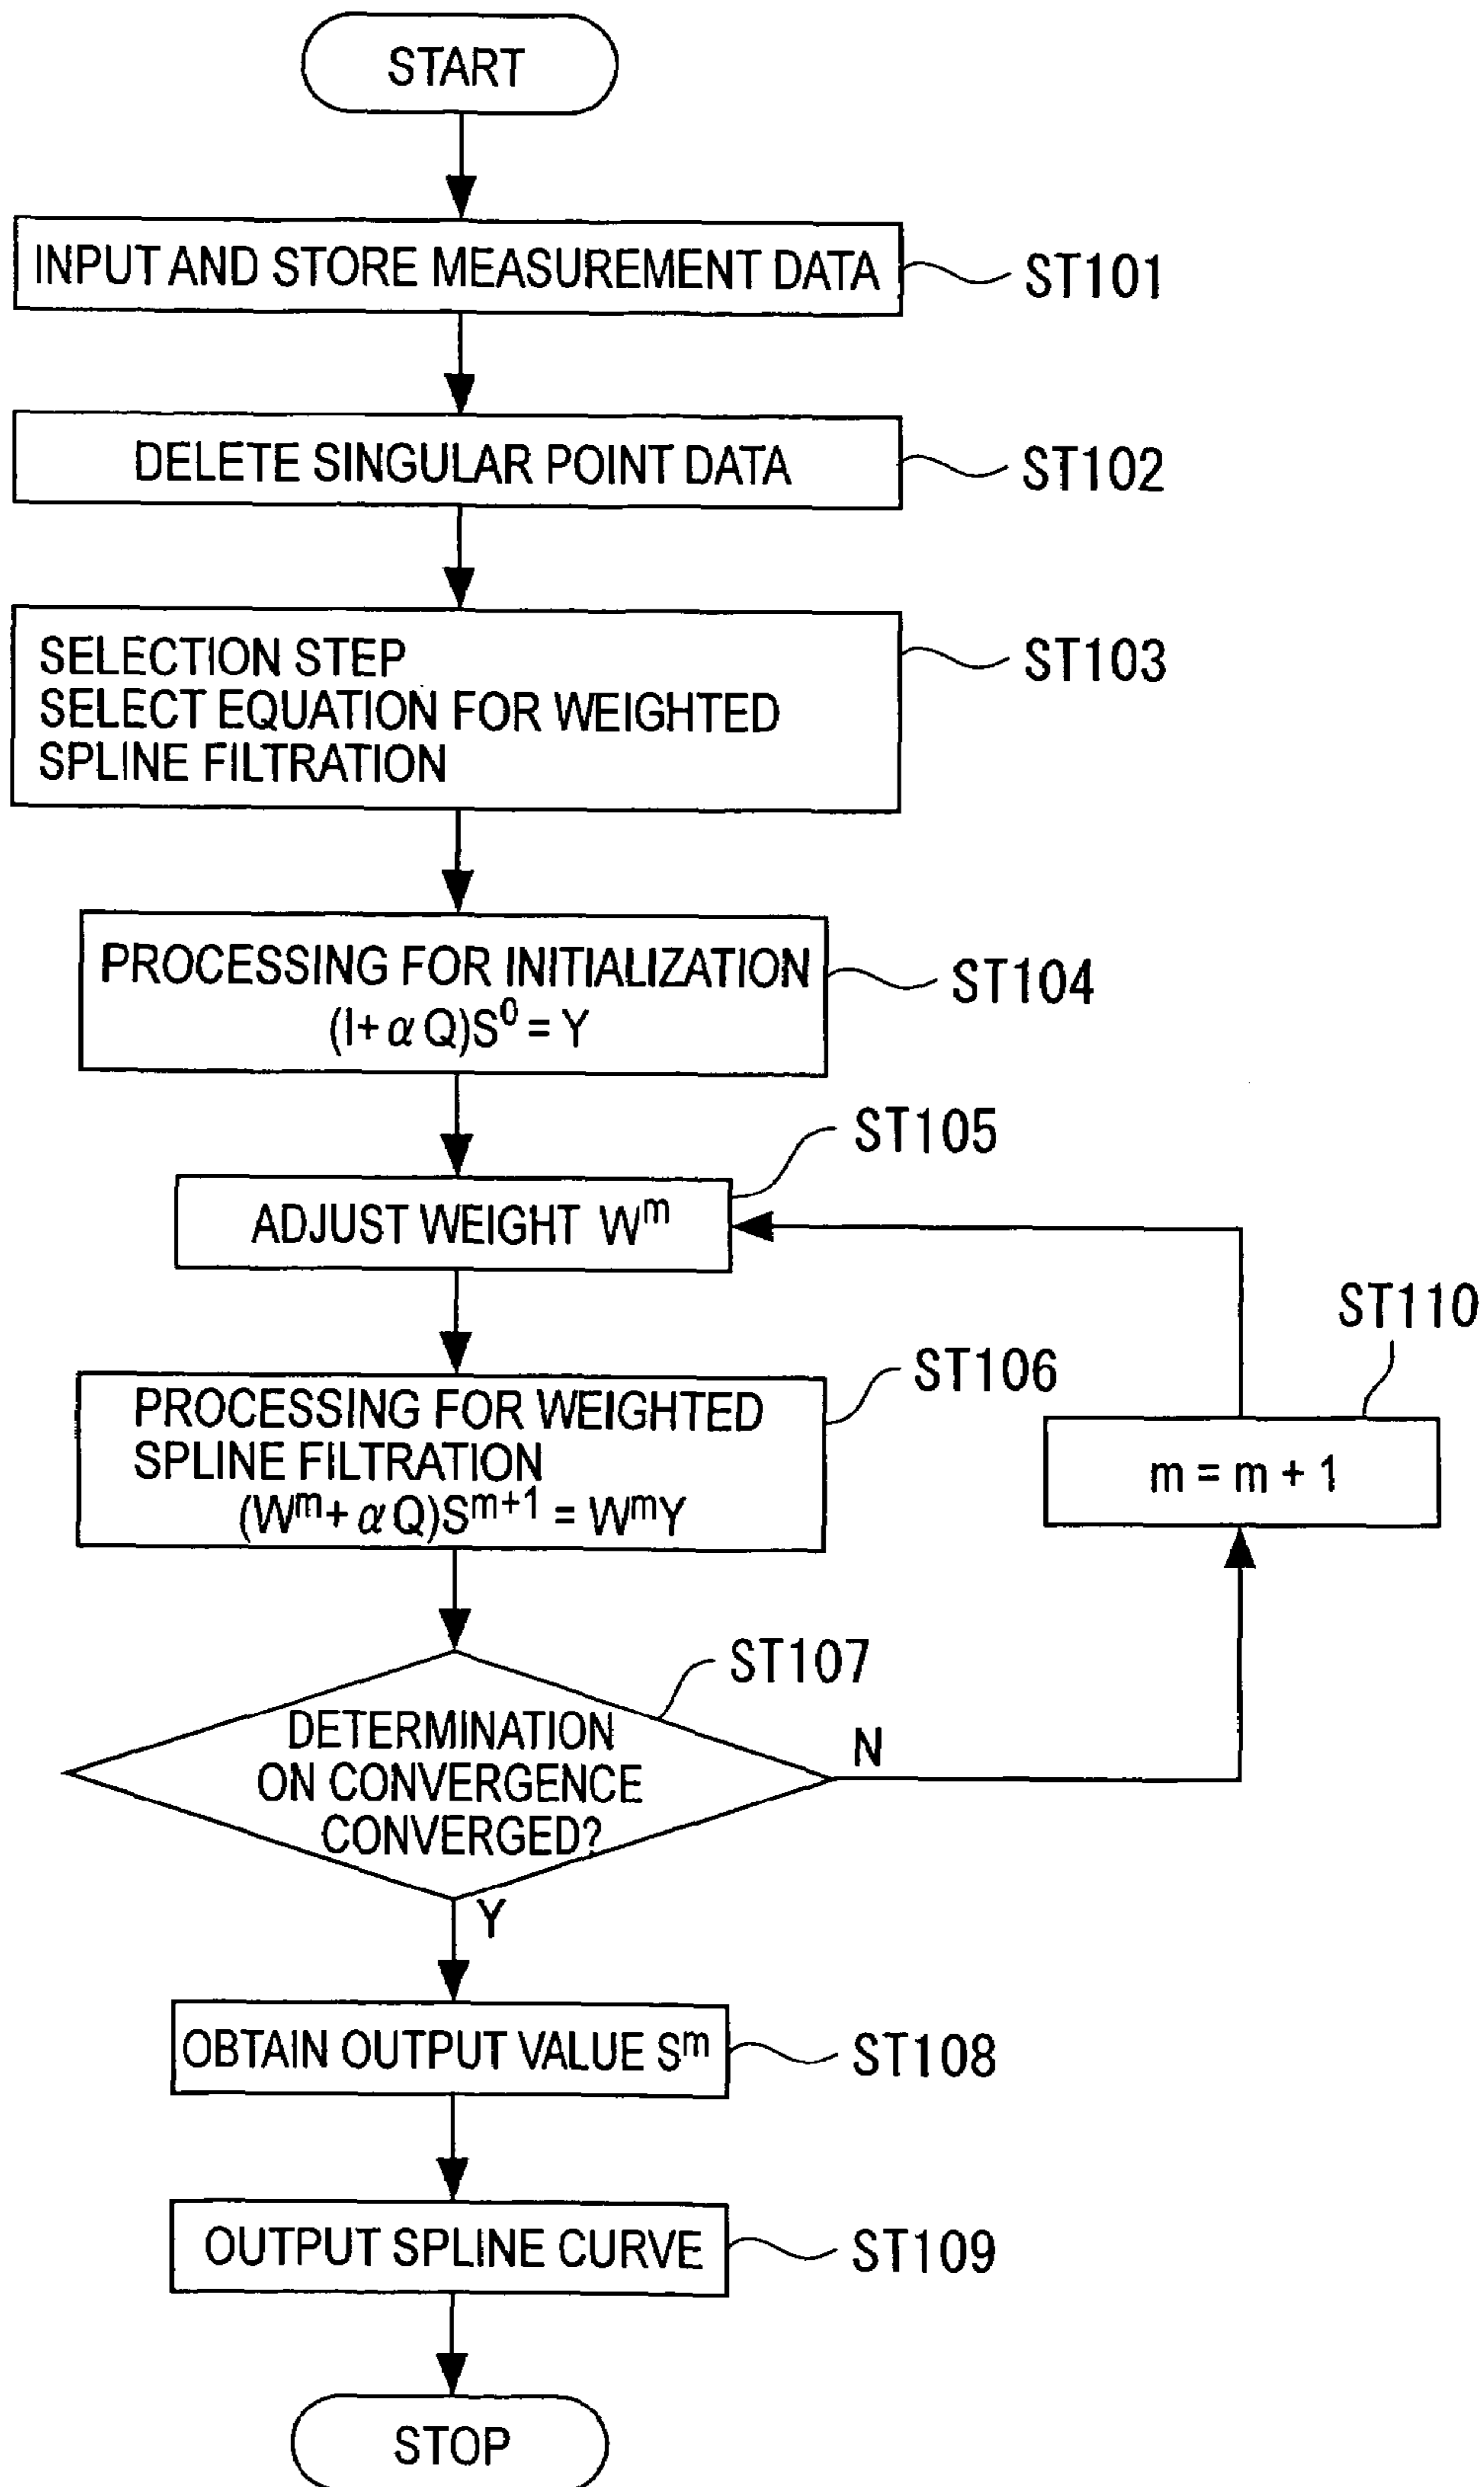 START
INPUT AND STORE MEASUREMENT DATA
ST101
DELETE SINGULAR POINT DATA
ST102
SELECTION STEP
SELECT EQUATION FOR WEIGHTED
SPLINE FILTRATION
ST103
PROCESSING FOR INITIALIZATION
(I+αQ)S⁰ = Y
ST104
ADJUST WEIGHT Wᵐ
ST105
PROCESSING FOR WEIGHTED
SPLINE FILTRATION
(Wᵐ+αQ)Sᵐ⁺¹ = WᵐY
ST106
ST110
m = m + 1
DETERMINATION
ON CONVERGENCE
CONVERGED?
ST107
N
Y
OBTAIN OUTPUT VALUE Sᵐ
ST108
OUTPUT SPLINE CURVE
ST109
STOP